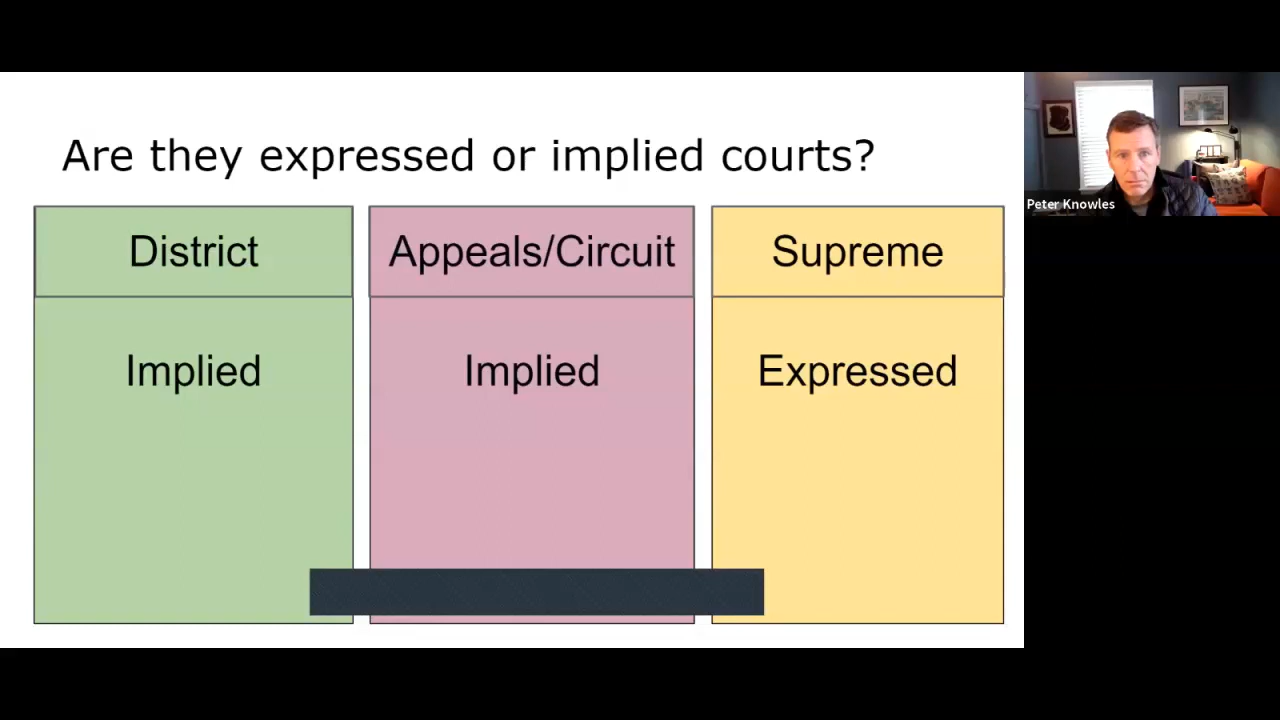 Are they expressed or implied courts?
District
Appeals/Circuit
Supreme
Implied
Implied
Expressed
Peter Knowles